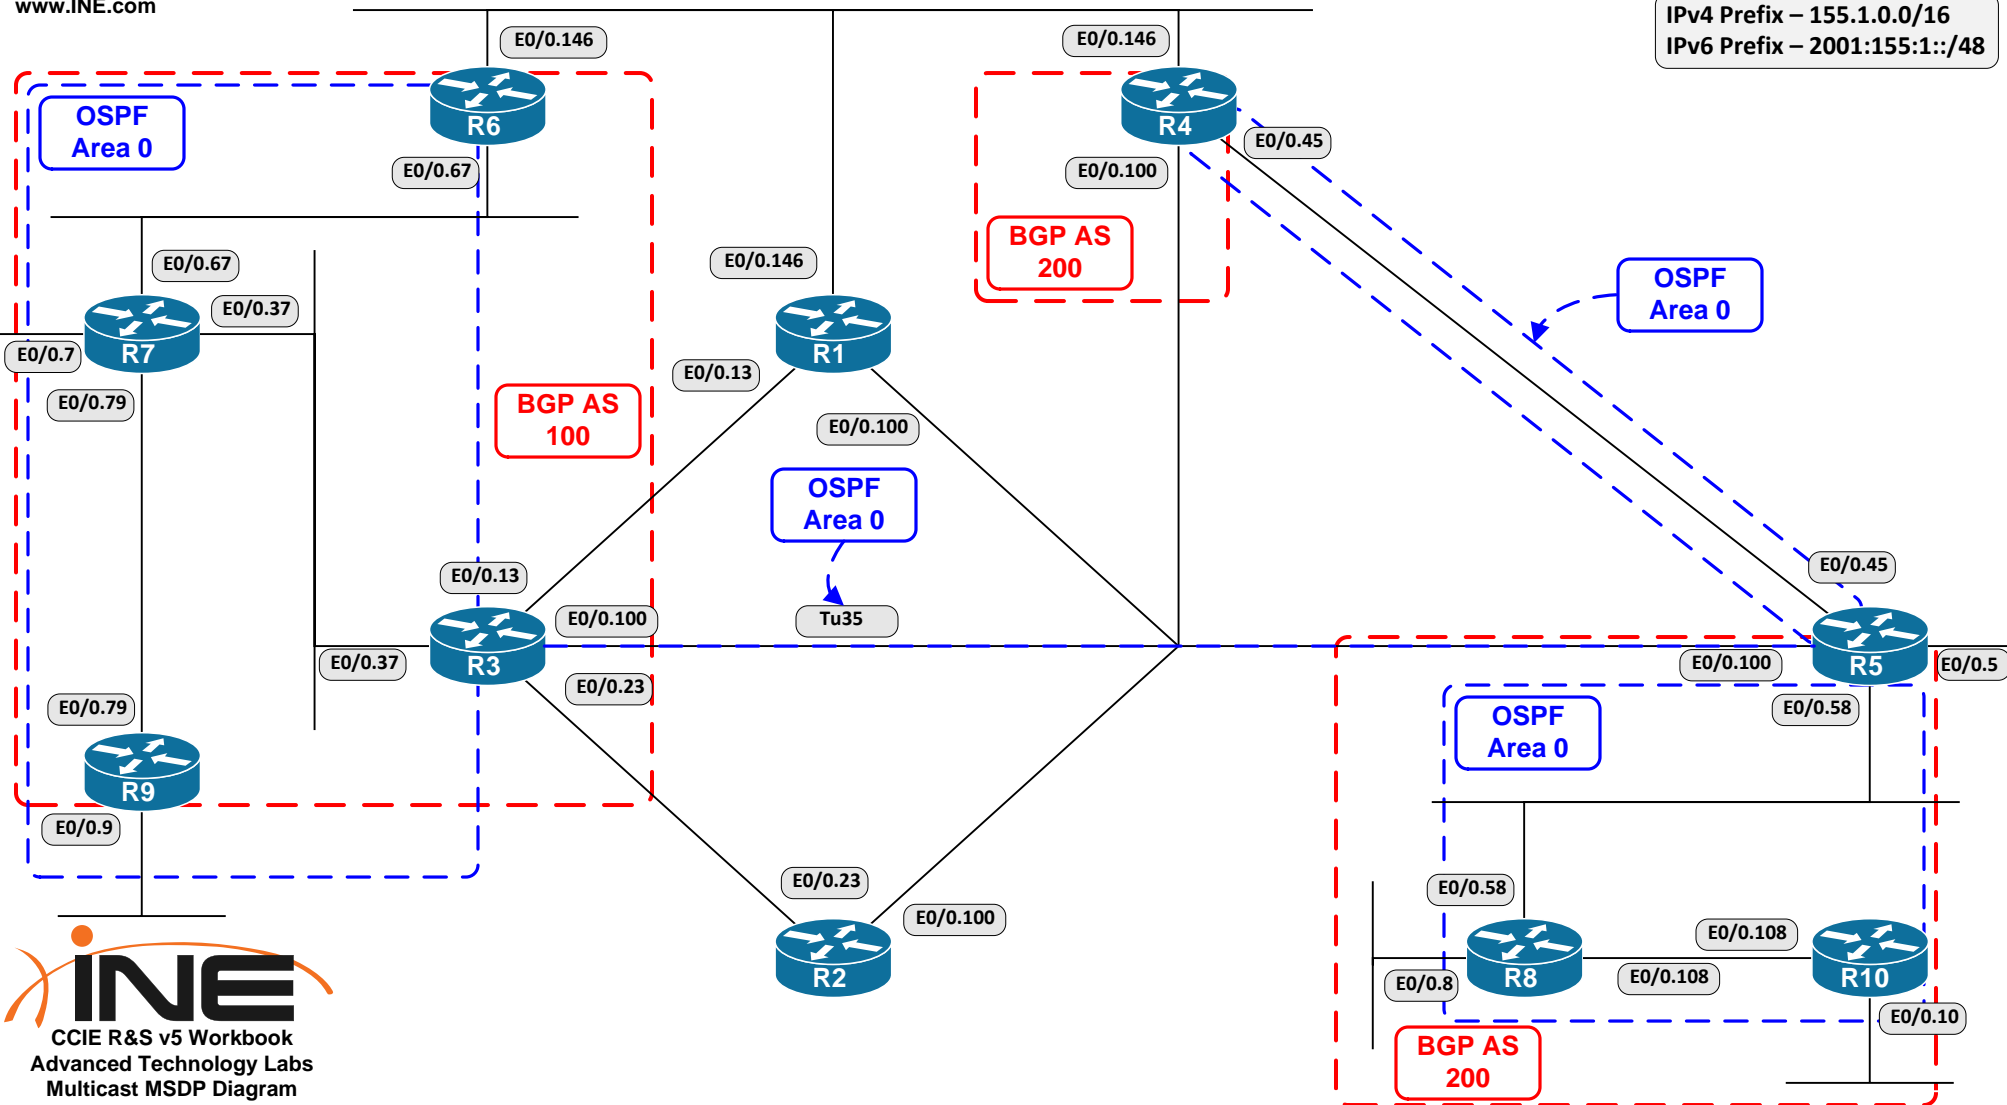 www.INE.com
IPv4 Prefix – 155.1.0.0/16
IPv6 Prefix – 2001:155:1::/48
E0/0.146
E0/0.146
OSPF
Area 0
R6
R4
E0/0.45
E0/0.67
E0/0.100
BGP AS
200
E0/0.67
E0/0.146
OSPF
Area 0
E0/0.37
R7
E0/0.7
R1
E0/0.13
E0/0.79
BGP AS
100
E0/0.100
OSPF
Area 0
E0/0.13
E0/0.45
E0/0.100
Tu35
R3
E0/0.37
E0/0.23
E0/0.100
R5
E0/0.5
E0/0.79
E0/0.58
OSPF
Area 0
R9
E0/0.9
E0/0.23
E0/0.58
E0/0.100
E0/0.108
R2
E0/0.8
R8
E0/0.108
R10
E0/0.10
INE
CCIE R&S v5 Workbook
Advanced Technology Labs
Multicast MSDP Diagram
BGP AS
200